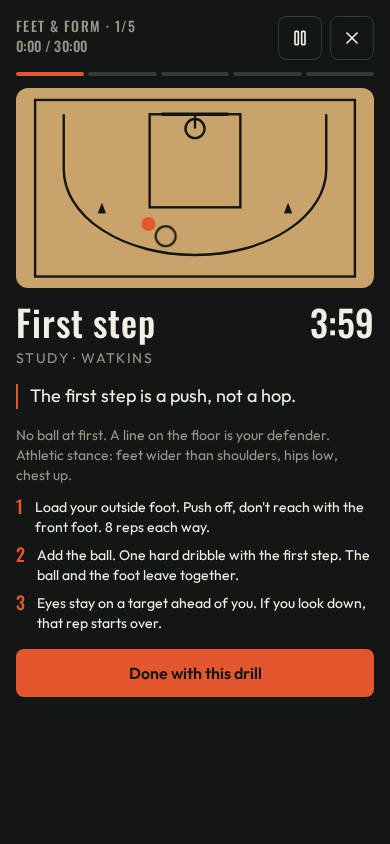 FEET & FORM · 1/5
0:00 / 30:00
First step
3:59
STUDY · WATKINS
The first step is a push, not a hop.
No ball at first. A line on the floor is your defender.
Athletic stance: feet wider than shoulders, hips low,
chest up.
1 Load your outside foot. Push off, don't reach with the
front foot. 8 reps each way.
2 Add the ball. One hard dribble with the first step. The
ball and the foot leave together.
3 Eyes stay on a target ahead of you. If you look down,
that rep starts over.
Done with this drill